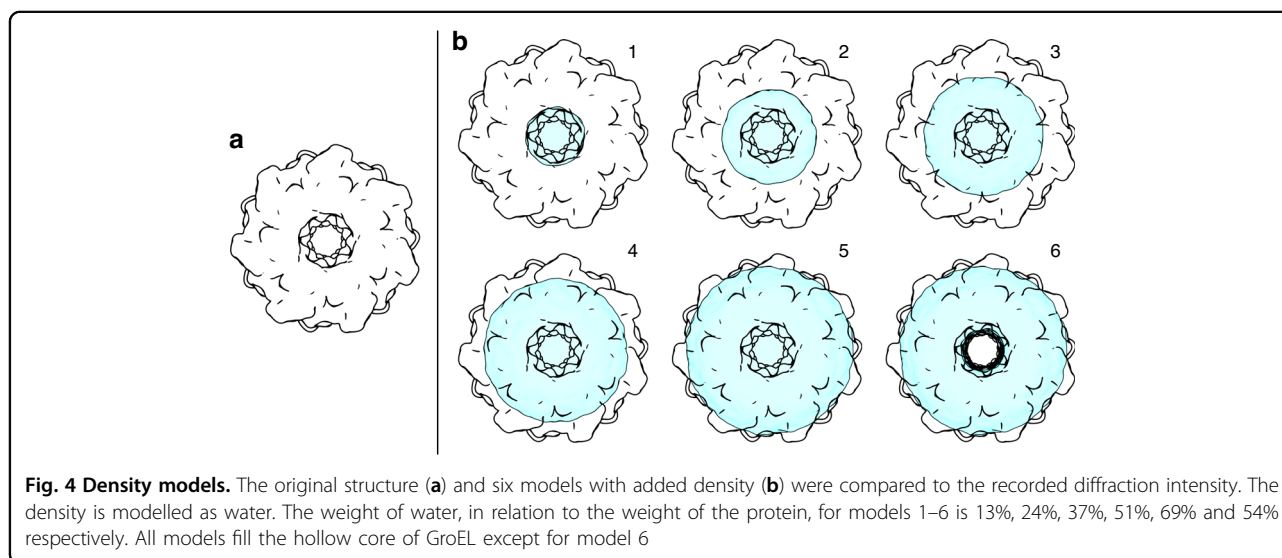 a
b
1
2
3
4
5
6
Fig. 4 Density models. The original structure (a) and six models with added density (b) were compared to the recorded diffraction intensity. The
density is modelled as water. The weight of water, in relation to the weight of the protein, for models 1–6 is 13%, 24%, 37%, 51%, 69% and 54%
respectively. All models fill the hollow core of GroEL except for model 6